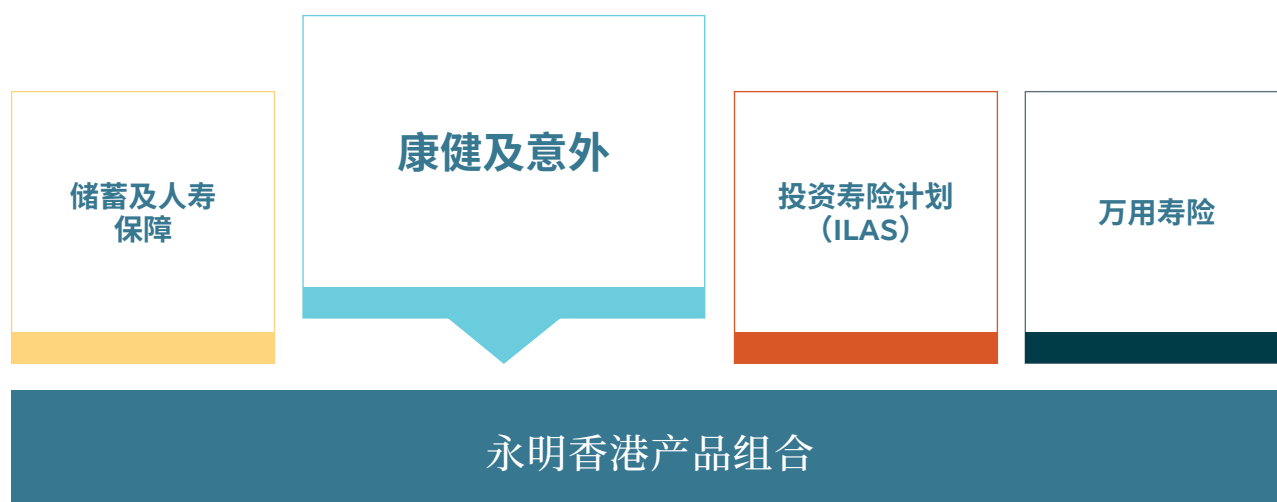 储蓄及人寿
保障
康健及意外
投资寿险计划
（ILAS）
万用寿险
永明香港产品组合